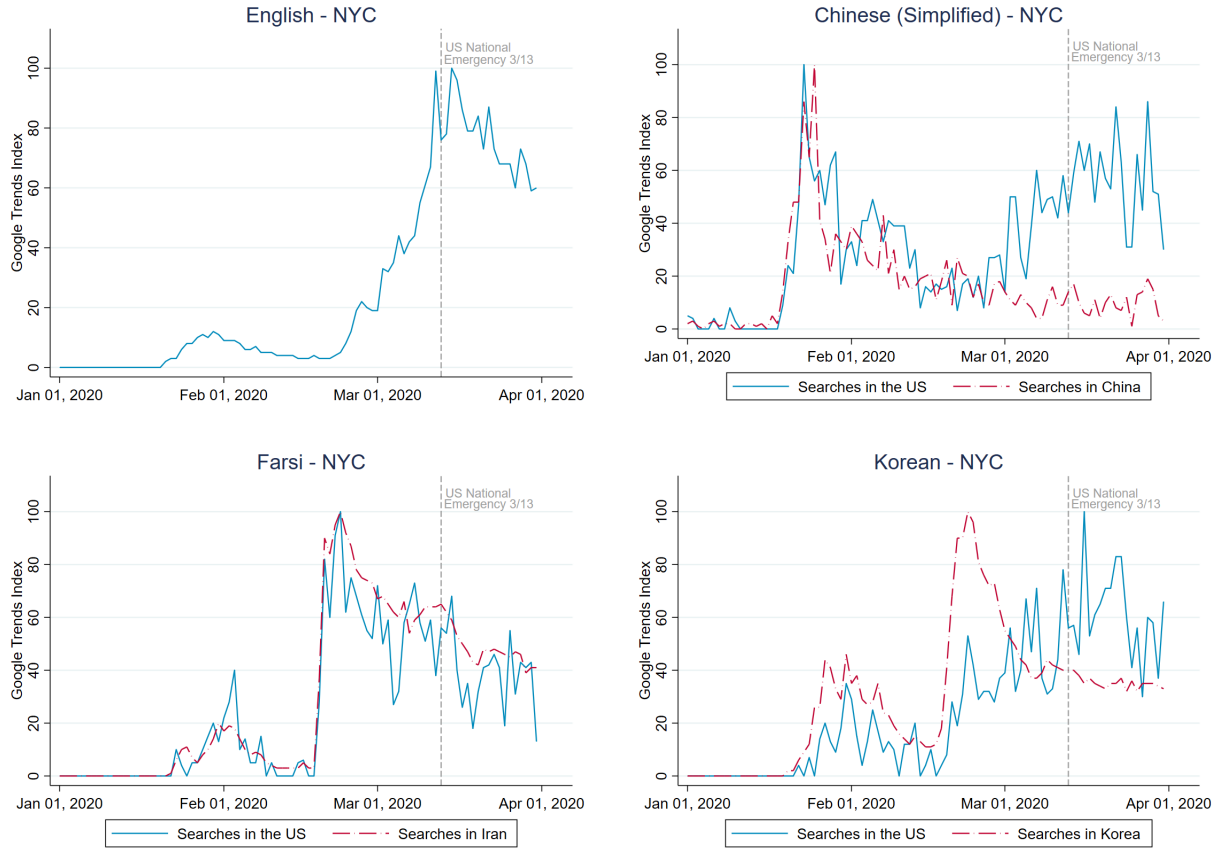 English - NYC
US National
Emergency 3/13
Google Trends Index
100
80
60
40
20
0
Jan 01, 2020 Feb 01, 2020 Mar 01, 2020 Apr 01, 2020
Chinese (Simplified) - NYC
US National
Emergency 3/13
Google Trends Index
100
80
60
40
20
0
Jan 01, 2020 Feb 01, 2020 Mar 01, 2020 Apr 01, 2020
Searches in the US Searches in China
Farsi - NYC
US National
Emergency 3/13
Google Trends Index
100
80
60
40
20
0
Jan 01, 2020 Feb 01, 2020 Mar 01, 2020 Apr 01, 2020
Searches in the US Searches in Iran
Korean - NYC
US National
Emergency 3/13
Google Trends Index
100
80
60
40
20
0
Jan 01, 2020 Feb 01, 2020 Mar 01, 2020 Apr 01, 2020
Searches in the US Searches in Korea